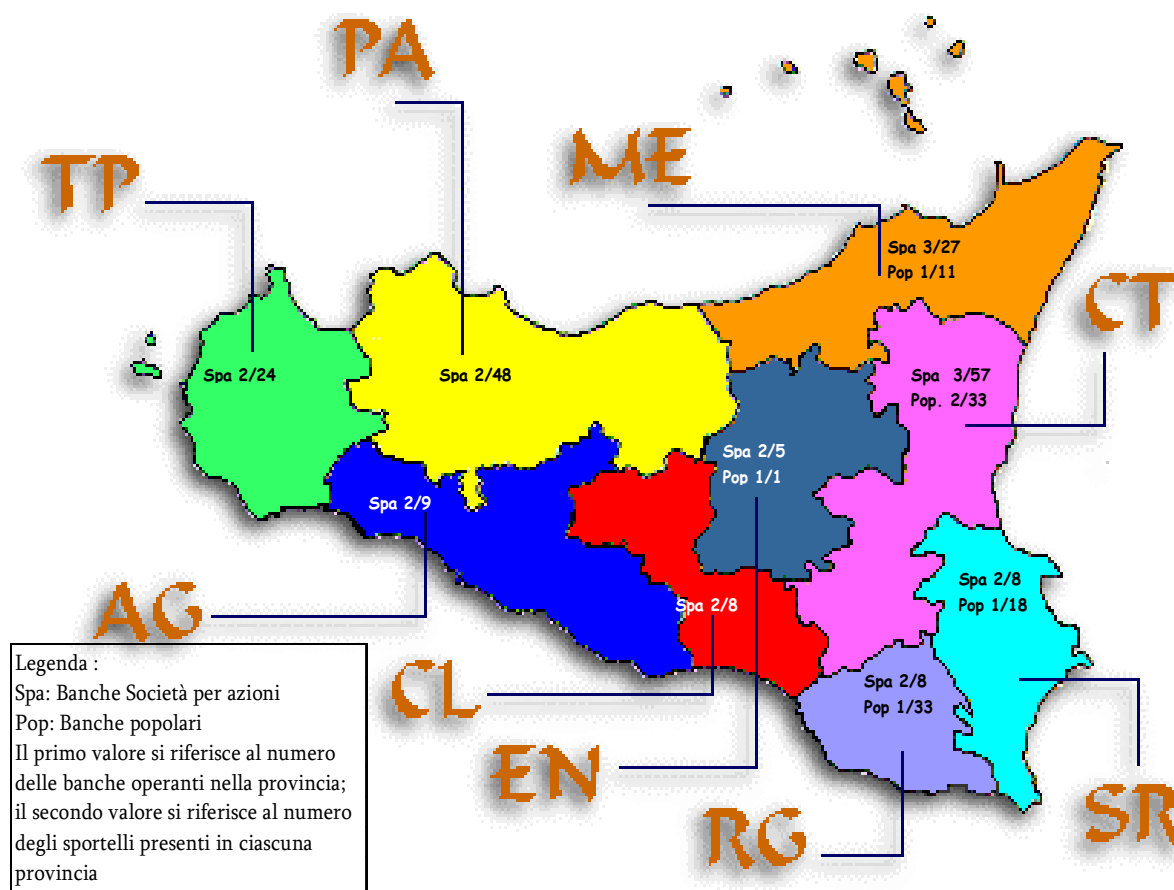 PA
ME
TP
Spa 3/27
Pop 1/11
CT
Spa 2/24
Spa 2/48
Spa 3/57
Pop. 2/33
Spa 2/5
Pop 1/1
Spa 2/9
Spa 2/8
Pop 1/18
AG
Spa 2/8
Legenda :
Spa: Banche Società per azioni
Pop: Banche popolari
Il primo valore si riferisce al numero
delle banche operanti nella provincia;
il secondo valore si riferisce al numero
degli sportelli presenti in ciascuna
provincia
CL
Spa 2/8
Pop 1/33
EN
RG
SR